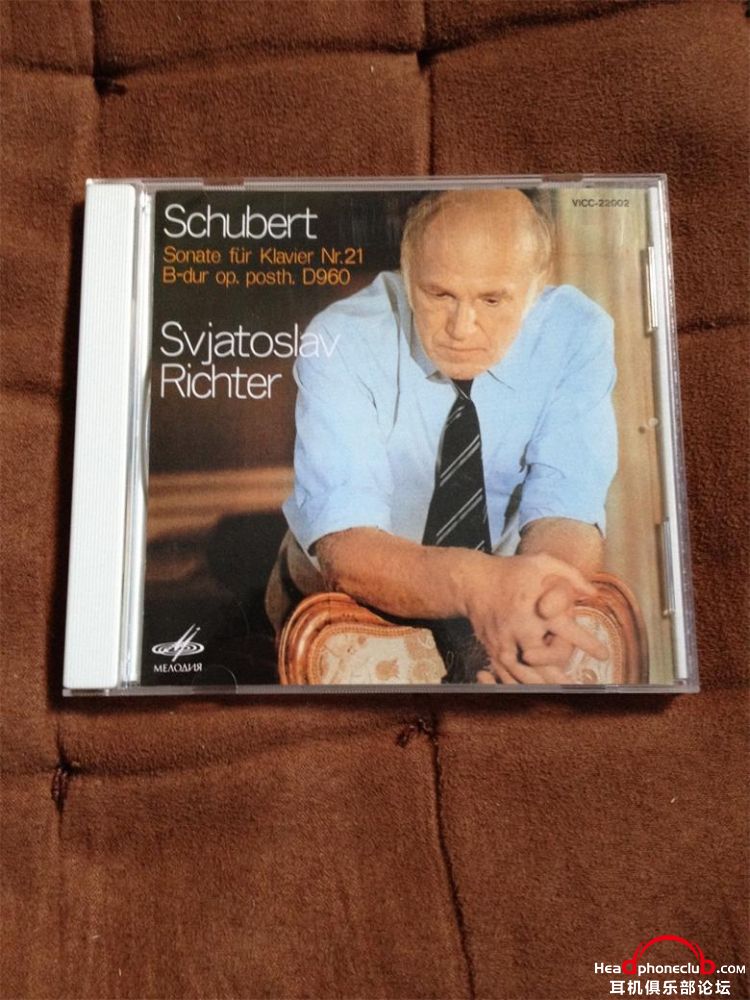 Schubert
VICC-22002
Sonate für Klavier Nr.21
B-dur op. posth. D960
Svjatoslav
Richter
МЕЛОДИЯ
Headphoneclub.com
耳机俱乐部论坛